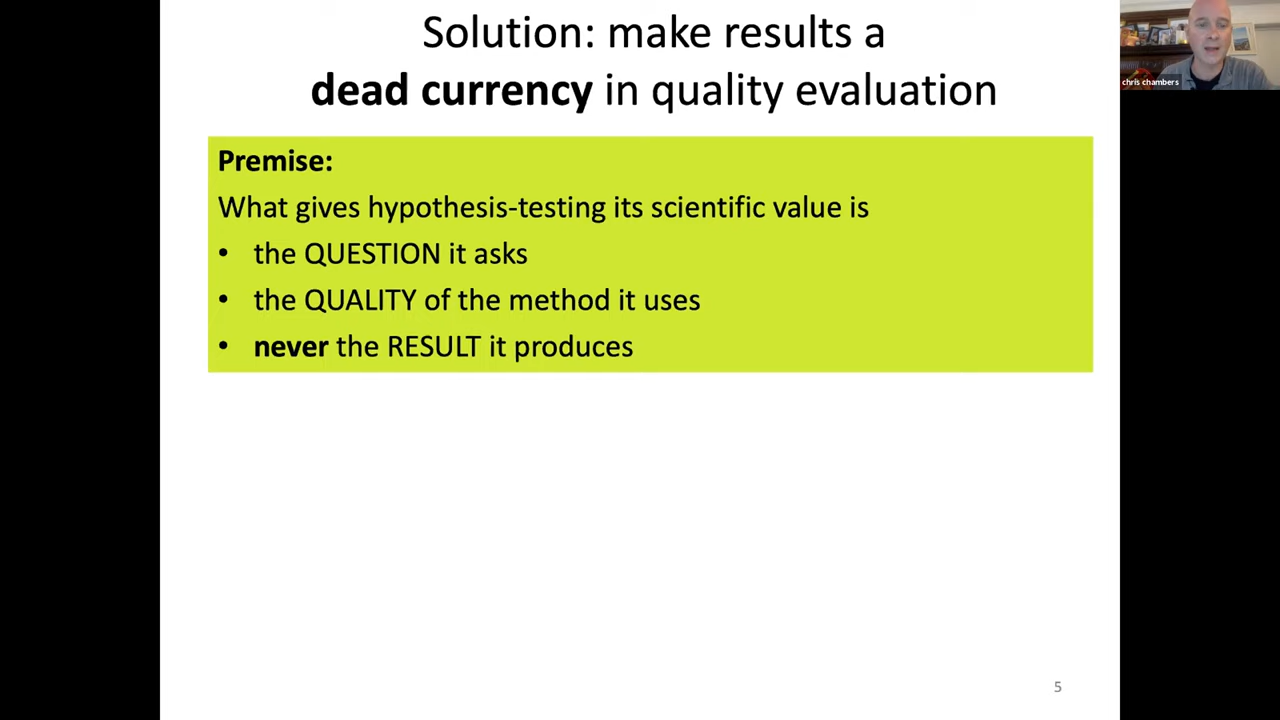 Solution: make results a
dead currency in quality evaluation
chris chambers
Premise:
What gives hypothesis-testing its scientific value is
• the QUESTION it asks
• the QUALITY of the method it uses
• never the RESULT it produces
5